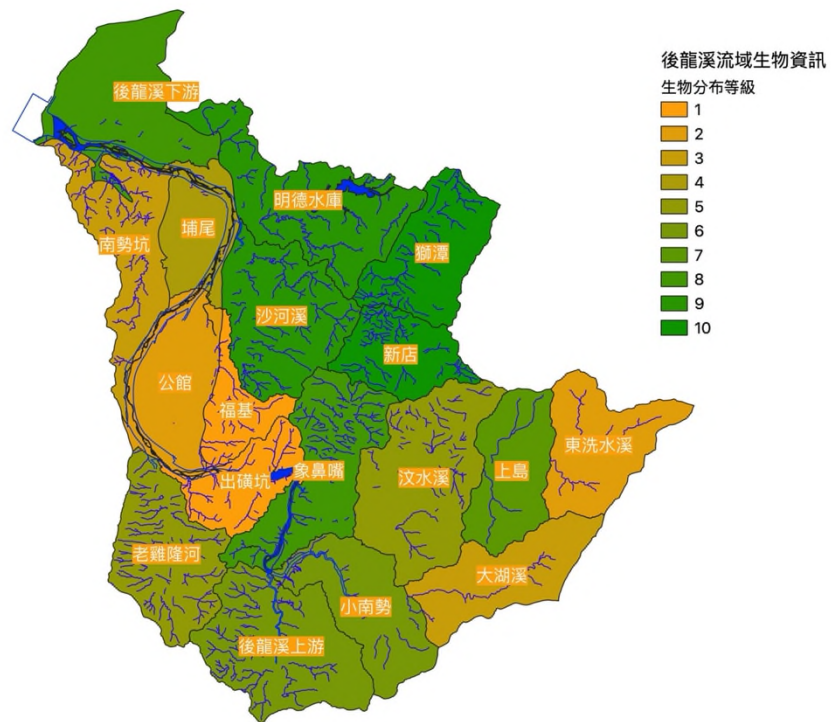 後龍溪流域生物資訊
生物分布等級
1
2
3
4
5
6
7
8
9
10
後龍溪下游
明德水庫
南勢坑
埔尾
獅潭
沙河溪
新店
公館
福基
象鼻嘴
出磺坑
汶水溪
上島
東洗水溪
老雞隆河
大湖溪
小南勢
後龍溪上游